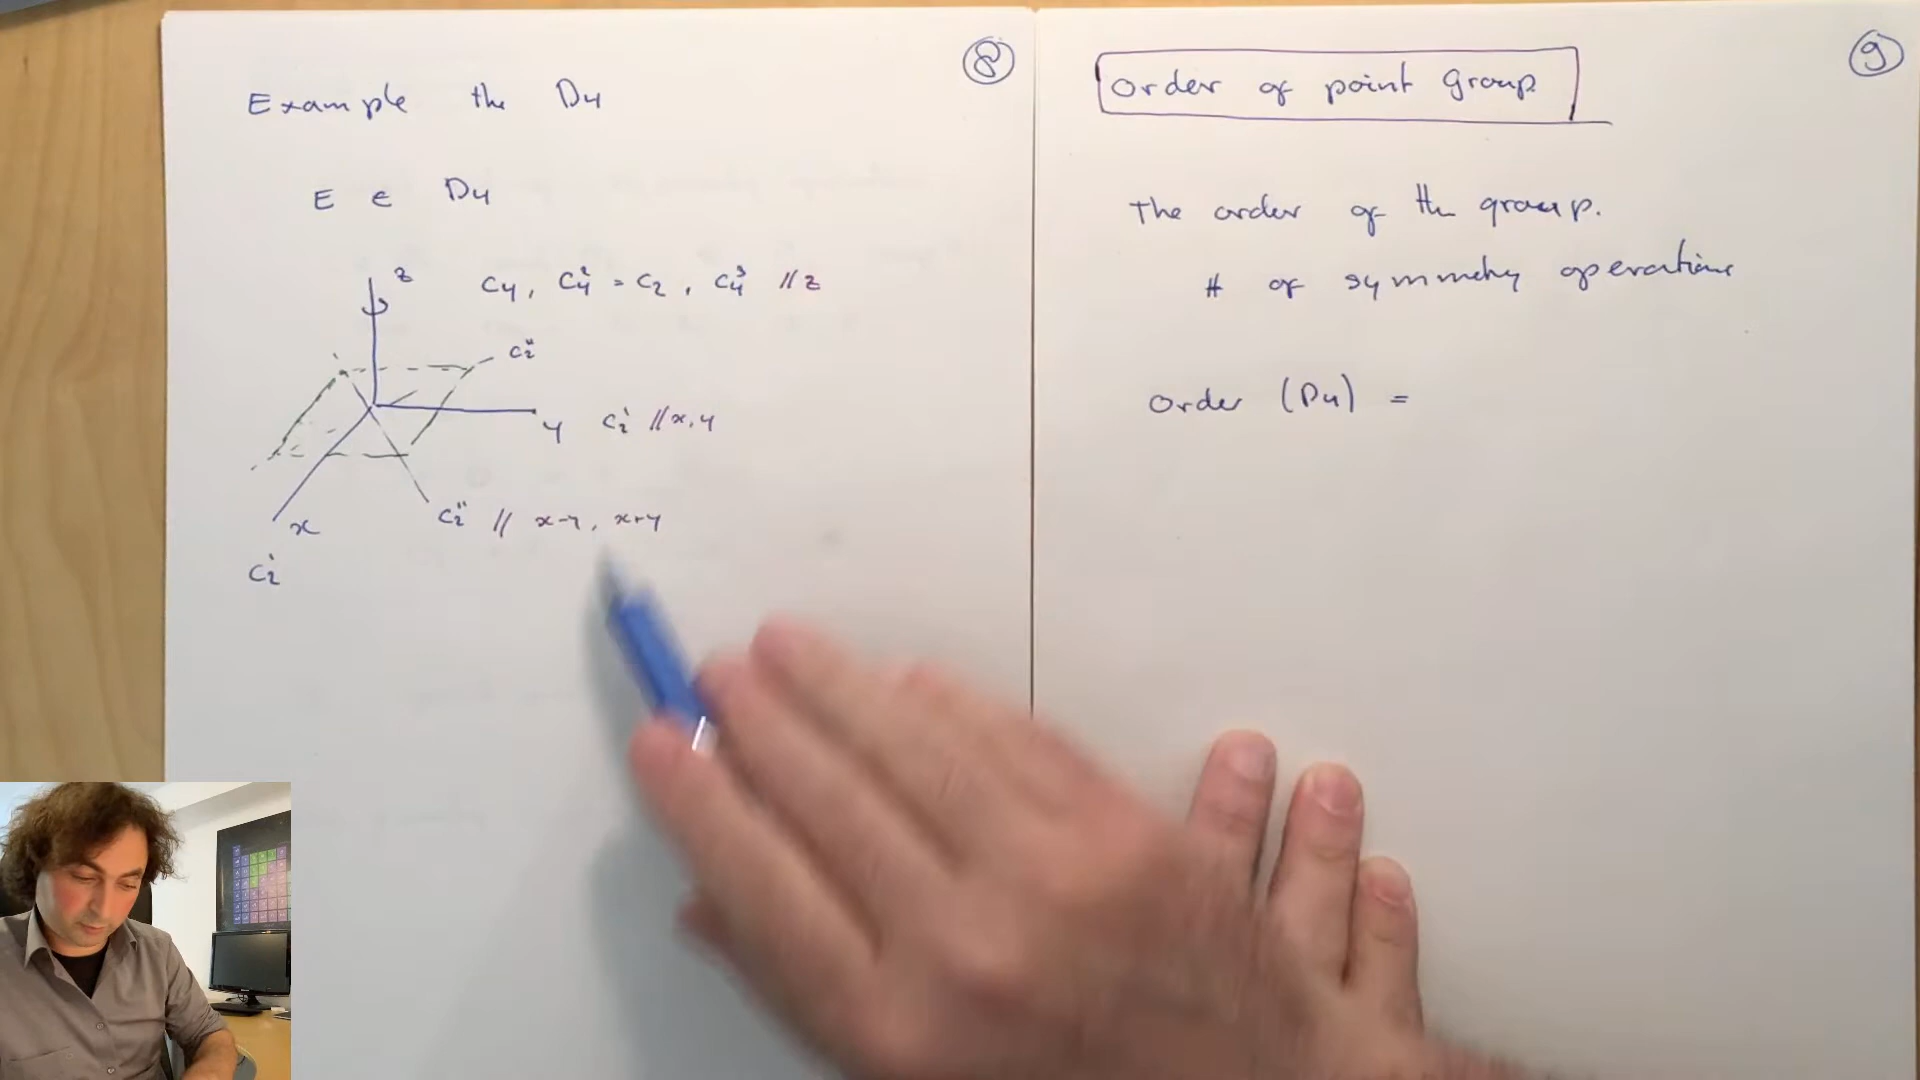 Example the D4
8
E ∈ D4
z
C4, C4² = C2, C4³ // z
C2"
y
C2' // x, y
x
C2" // x-y, x+y
C2'
Order of point group
9
The order of the group.
# of symmetry operations
Order (D4) =